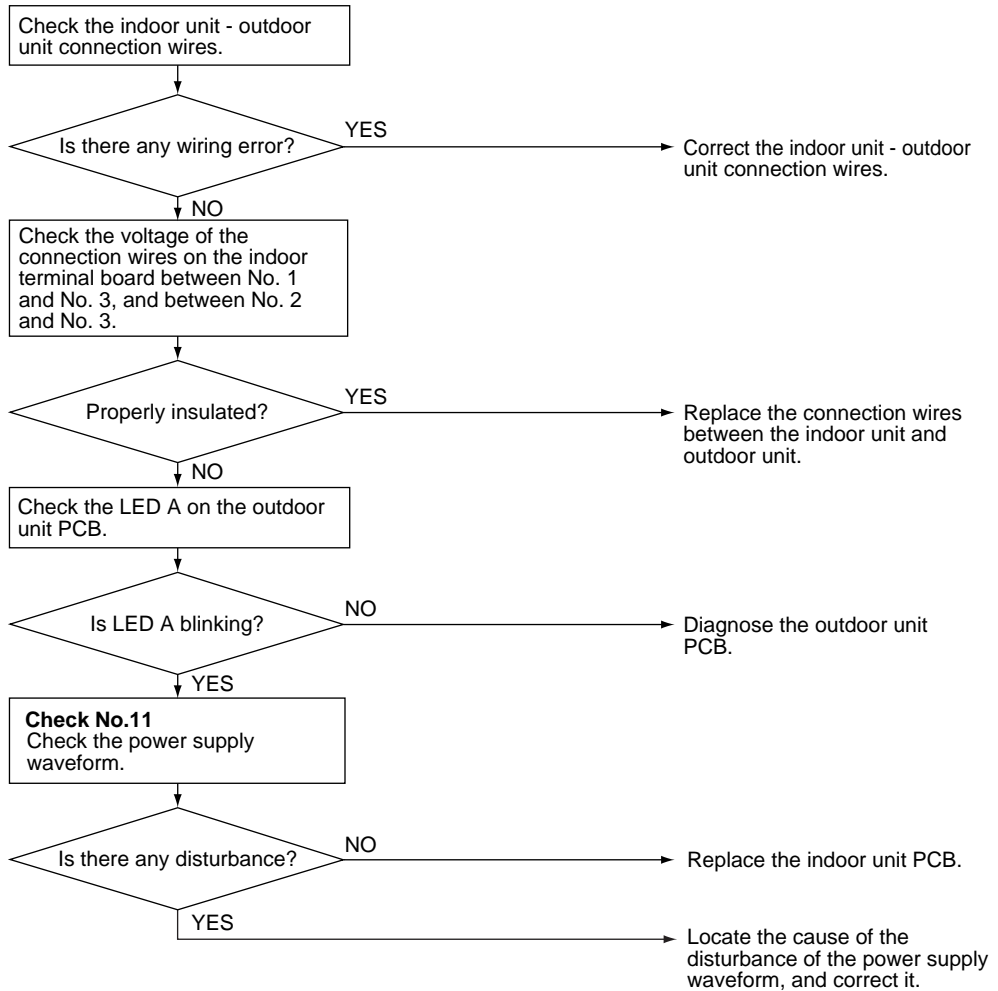 Check the indoor unit - outdoor
unit connection wires.
Is there any wiring error?
YES
Correct the indoor unit - outdoor
unit connection wires.
NO
Check the voltage of the
connection wires on the indoor
terminal board between No. 1
and No. 3, and between No. 2
and No. 3.
Properly insulated?
YES
Replace the connection wires
between the indoor unit and
outdoor unit.
NO
Check the LED A on the outdoor
unit PCB.
Is LED A blinking?
NO
Diagnose the outdoor unit
PCB.
YES
Check No.11
Check the power supply
waveform.
Is there any disturbance?
NO
Replace the indoor unit PCB.
YES
Locate the cause of the
disturbance of the power supply
waveform, and correct it.